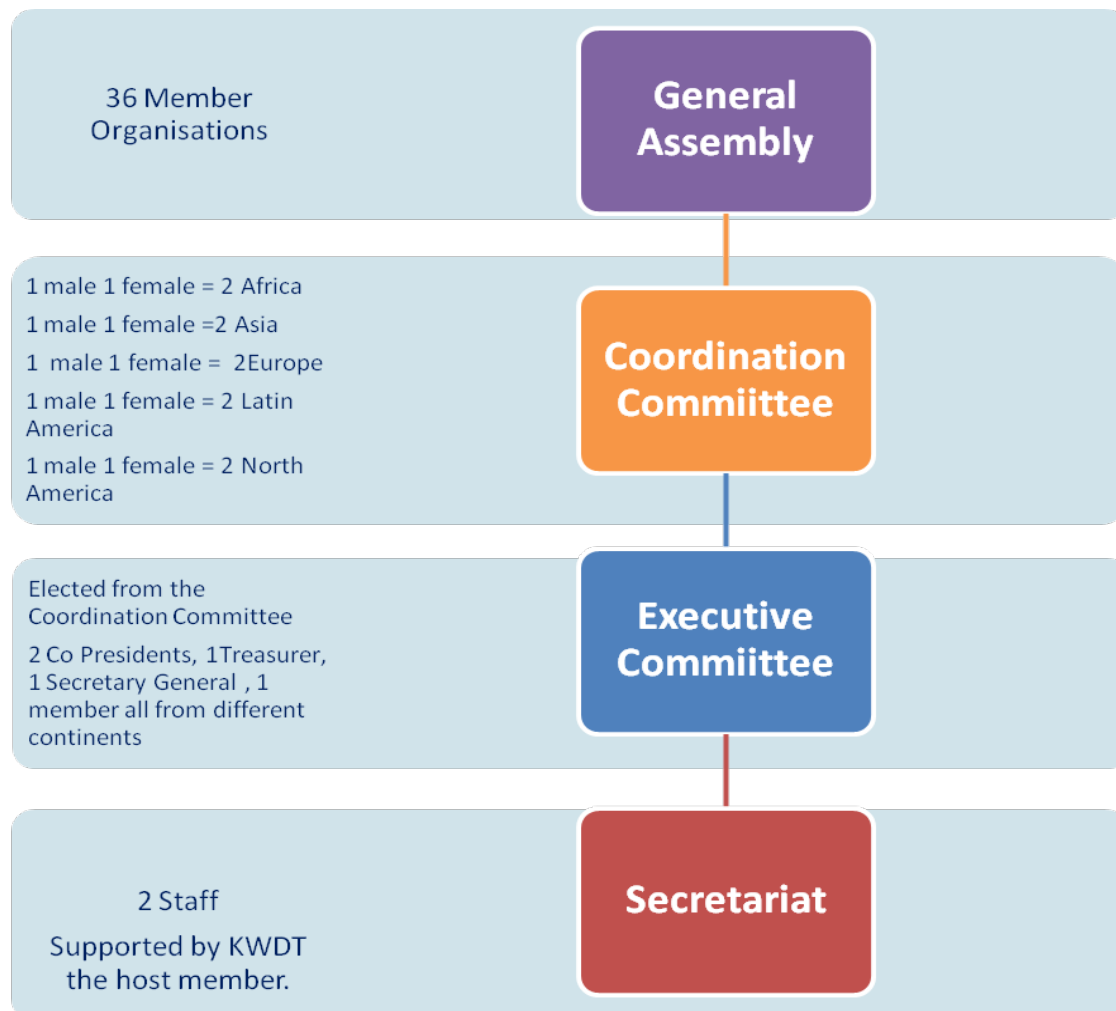 36 Member
Organisations
General
Assembly
1 male 1 female = 2 Africa
1 male 1 female =2 Asia
1  male 1 female =  2Europe
1 male 1 female = 2 Latin
America
1 male 1 female = 2 North
America
Coordination
Commiittee
Elected from the
Coordination Committee
2 Co Presidents, 1Treasurer,
1 Secretary General , 1
member all from different
continents
Executive
Commiittee
2 Staff
Supported by KWDT
the host member.
Secretariat